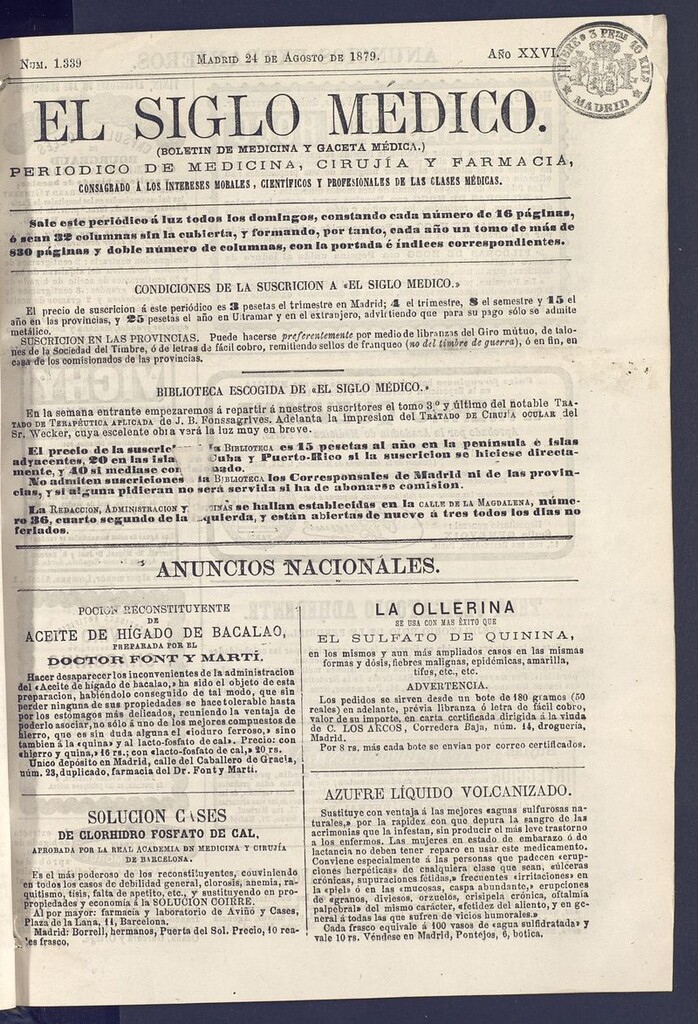 NUM. 1.339
MADRID 24 DE AGOSTO DE 1879.
AÑO XXVI.
TIMBRE 3 PETAS 10 KILS
MADRID
EL SIGLO MÉDICO.
(BOLETIN DE MEDICINA Y GACETA MÉDICA.)
PERIODICO DE MEDICINA, CIRUJÍA Y FARMACIA,
CONSAGRADO Á LOS INTERESES MORALES, CIENTÍFICOS Y PROFESIONALES DE LAS CLASES MÉDICAS.
Sale este periódico á luz todos los domingos, constando cada número de 16 páginas,
ó sean 32 columnas sin la cubierta, y formando, por tanto, cada año un tomo de más de
830 páginas y doble número de columnas, con la portada é índices correspondientes.
CONDICIONES DE LA SUSCRICION A «EL SIGLO MEDICO.»
El precio de suscricion á este periódico es 3 pesetas el trimestre en Madrid; 4 el trimestre, 8 el semestre y 15 el
año en las provincias, y 25 pesetas el año en Ultramar y en el extranjero, advirtiendo que para su pago sólo se admite
metálico.
SUSCRICION EN LAS PROVINCIAS. Puede hacerse preferentemente por medio de libranzas del Giro mútuo, de talo-
nes de la Sociedad del Timbre, ó de letras de fácil cobro, remitiendo sellos de franqueo (no del timbre de guerra), ó en fin, en
casa de los comisionados de las provincias.
BIBLIOTECA ESCOGIDA DE «EL SIGLO MÉDICO.»
En la semana entrante empezaremos á repartir á nuestros suscritores el tomo 3.º y último del notable TRA-
TADO DE TERAPÉUTICA APLICADA de J. B. Fonssagrives. Adelanta la impresion del TRATADO DE CIRUJÍA OCULAR del
Sr. Wecker, cuya escelente obra verá la luz muy en breve.
El precio de la suscric la BIBLIOTECA es 15 pesetas al año en la península é islas
adyacentes, 20 en las isla Cuba y Puerto-Rico si la suscricion se hiciese directa-
mente, y 40 si mediase con nado.
No admiten suscriciones la BIBLIOTECA los Corresponsales de Madrid ni de las provin-
cias, y si alguna pidieran no será servida si ha de abonarse comision.
LA REDACCION, ADMINISTRACION Y INAS se hallan establecidas en la CALLE DE LA MAGDALENA, núme-
ro 36, cuarto segundo de la quierda, y están abiertas de nueve á tres todos los dias no
feriados.
ANUNCIOS NACIONALES.
POCION RECONSTITUYENTE
DE
ACEITE DE HÍGADO DE BACALAO,
PREPARADA POR EL
DOCTOR FONT Y MARTÍ.
Hacer desaparecer los inconvenientes de la administracion
del «Aceite de hígado de bacalao,» ha sido el objeto de esta
preparacion, habiéndolo conseguido de tal modo, que sin
perder ninguna de sus propiedades se hace tolerable hasta
por los estómagos más delicados, reuniendo la ventaja de
poderlo asociar, no sólo á uno de los mejores compuestos de
hierro, que es sin duda alguna el «ioduro ferroso,» sino
tambien á la «quina» y al lacto-fosfato de cal». Precio: con
«hierro y quina,» 16 rs.; con «lacto-fosfato de cal,» 20 rs.
Unico depósito en Madrid, calle del Caballero de Gracia,
núm. 23, duplicado, farmacia del Dr. Font y Martí.
SOLUCION CASES
DE CLORHIDRO FOSFATO DE CAL,
APROBADA POR LA REAL ACADEMIA DE MEDICINA Y CIRUJÍA
DE BARCELONA.
Es el más poderoso de los reconstituyentes, conviniendo
en todos los casos de debilidad general, clorosis, anemia, ra-
quitismo, tisis, falta de apetito, etc., y sustituyendo en pro-
propiedades y economía á la SOLUCION COIRRE.
Al por mayor: farmacia y laboratorio de Aviñó y Cases,
Plaza de la Lana, 11, Barcelona.
Madrid: Borrell, hermanos, Puerta del Sol. Precio, 10 rea-
les frasco,
LA OLLERINA
SE USA CON MAS ÉXITO QUE
EL SULFATO DE QUININA,
en los mismos y aun más ampliados casos en las mismas
formas y dósis, fiebres malignas, epidémicas, amarilla,
tifus, etc., etc.
ADVERTENCIA.
Los pedidos se sirven desde un bote de 180 gramos (50
reales) en adelante, prévia libranza ó letra de fácil cobro,
valor de su importe, en carta certificada dirigida á la viuda
de C. LOS ARCOS, Corredera Baja, núm. 14, droguería,
Madrid.
Por 8 rs. más cada bote se envian por correo certificados.
AZUFRE LÍQUIDO VOLCANIZADO.
Sustituye con ventaja á las mejores «aguas sulfurosas na-
turales,» por la rapidez con que depura la sangre de las
acrimonias que la infestan, sin producir el más leve trastorno
á los enfermos. Las mujeres en estado de embarazo ó de
lactancia no deben tener reparo en usar este medicamento.
Conviene especialmente á las personas que padecen «erup-
ciones herpéticas» de cualquiera clase que sean, «úlceras
crónicas, supuraciones fétidas,» frecuentes «irritaciones» en
la «piel» ó en las «mucosas, caspa abundante,» erupciones
de «granos, diviesos, orzuelos, crisipela crónica, oftalmia
palpebral» del mismo carácter, «fetidez del aliento, y en ge-
neral á todas las que sufren de vicios humorales.»
Cada frasco equivale á 100 vasos de «agua sulfidratada» y
vale 10 rs. Véndese en Madrid, Pontejos, 6, botica.